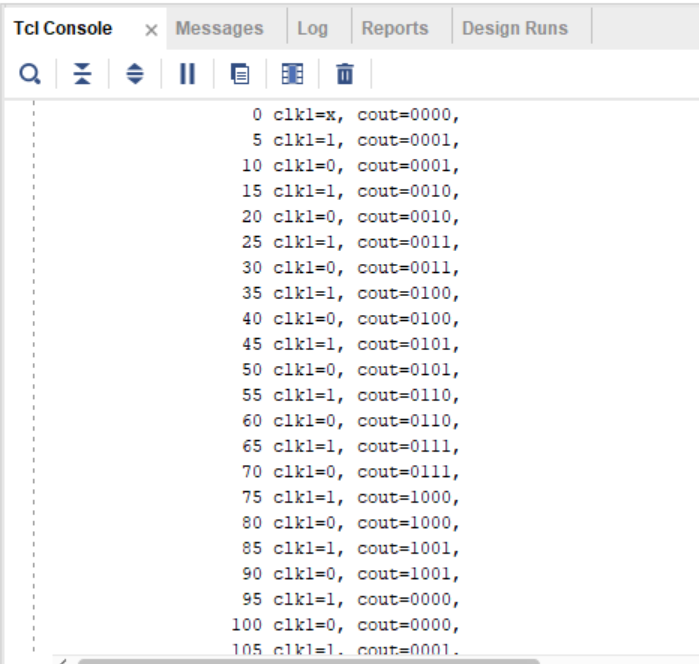 Tcl Console × Messages Log Reports Design Runs
0 clk1=x, cout=0000,
5 clk1=1, cout=0001,
10 clk1=0, cout=0001,
15 clk1=1, cout=0010,
20 clk1=0, cout=0010,
25 clk1=1, cout=0011,
30 clk1=0, cout=0011,
35 clk1=1, cout=0100,
40 clk1=0, cout=0100,
45 clk1=1, cout=0101,
50 clk1=0, cout=0101,
55 clk1=1, cout=0110,
60 clk1=0, cout=0110,
65 clk1=1, cout=0111,
70 clk1=0, cout=0111,
75 clk1=1, cout=1000,
80 clk1=0, cout=1000,
85 clk1=1, cout=1001,
90 clk1=0, cout=1001,
95 clk1=1, cout=0000,
100 clk1=0, cout=0000,
105 clk1=1, cout=0001,